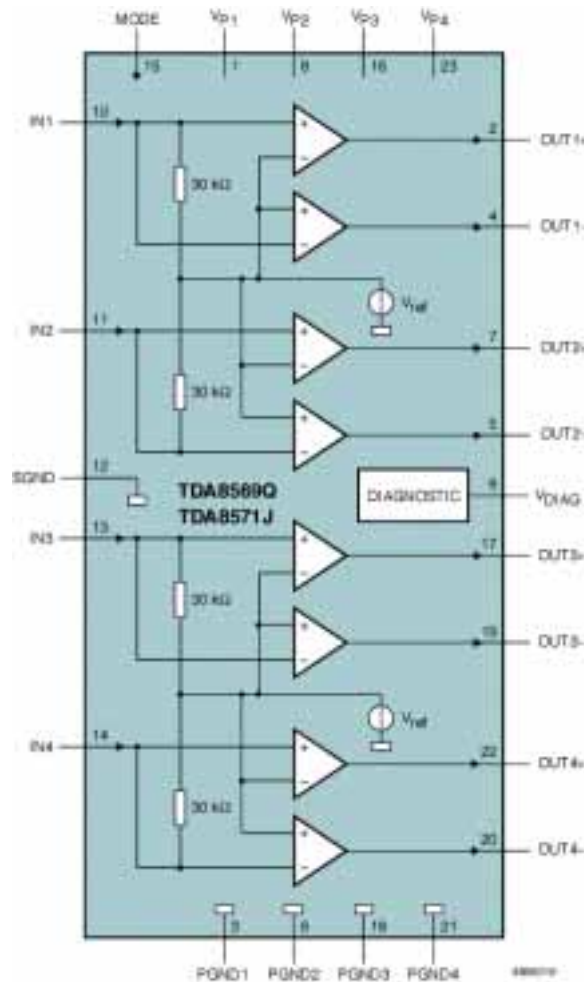 MODE VP1 VP2 VP3 VP4
15 1 8 16 23
IN1 10
2 OUT1+
30 kΩ
4 OUT1-
Vref
IN2 11
7
30 kΩ
5
SGND 12
TDA8569Q
TDA8571J
DIAGNOSTIC
VDIAG
IN3 13
17 OUT3+
30 kΩ
19 OUT3-
Vref
IN4 14
22 OUT4+
30 kΩ
20 OUT4-
3 6 18 21
PGND1 PGND2 PGND3 PGND4